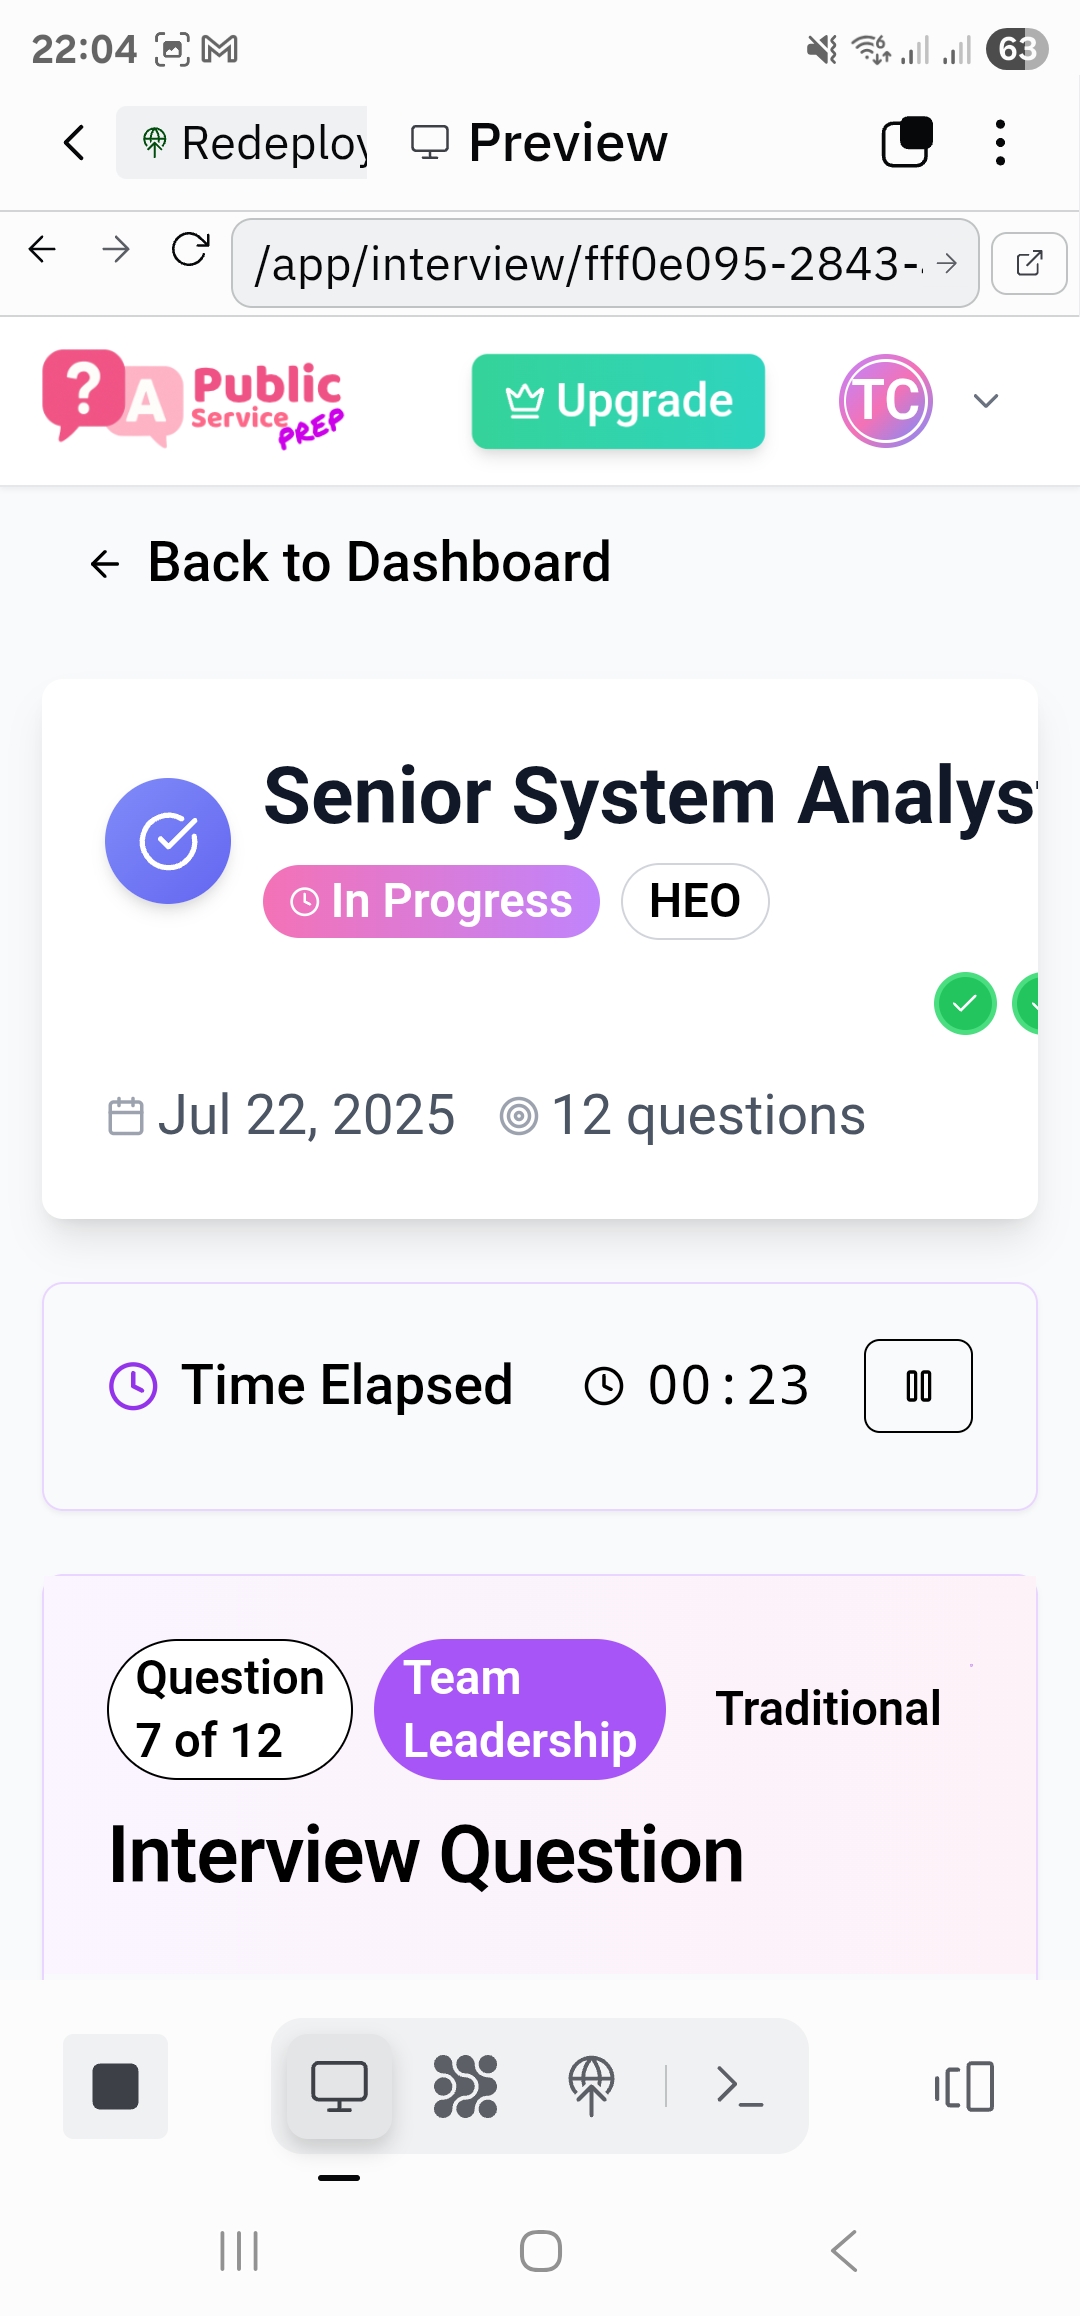 22:04
63
Redeploy
Preview
/app/interview/fff0e095-2843-
? A Public Service PREP
Upgrade
TC
Back to Dashboard
Senior System Analyst
In Progress
HEO
Jul 22, 2025
12 questions
Time Elapsed
00:23
Question
7 of 12
Team
Leadership
Traditional
Interview Question